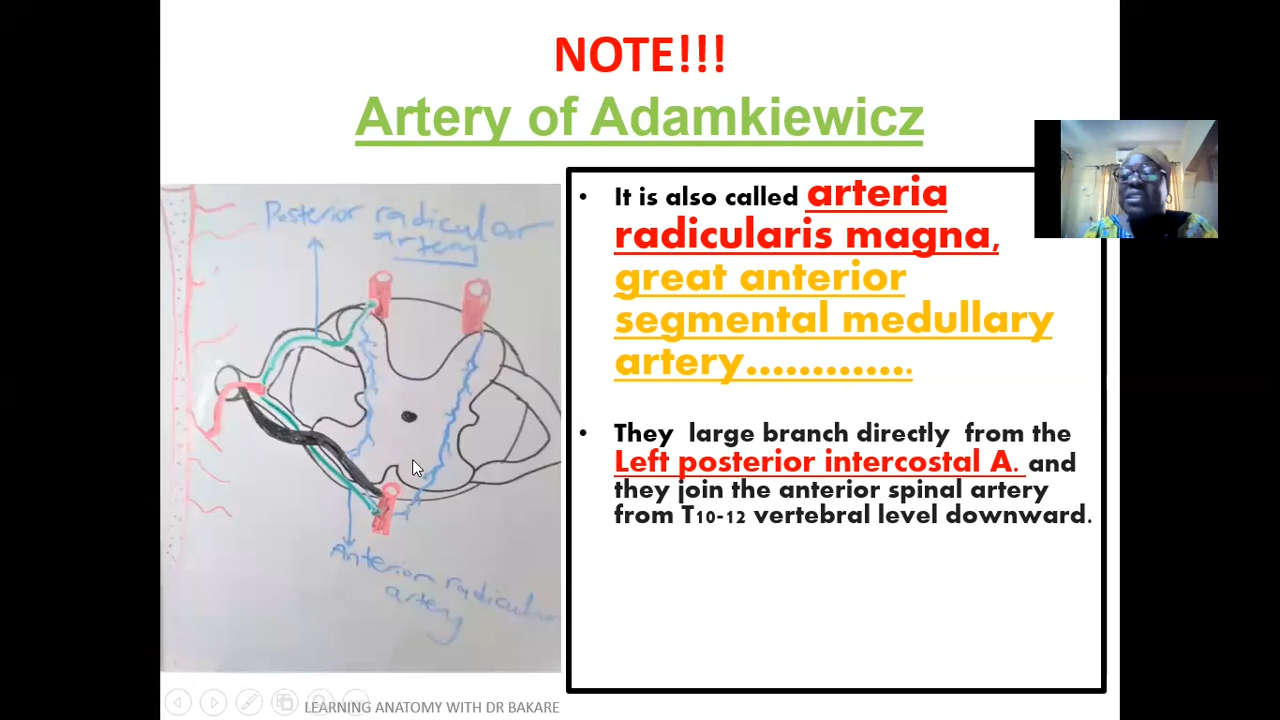 NOTE!!!
Artery of Adamkiewicz
Posterior radicular
artery
Anterior radicular
artery
• It is also called arteria
radicularis magna,
great anterior
segmental medullary
artery.............
• They large branch directly from the
Left posterior intercostal A. and
they join the anterior spinal artery
from T10-12 vertebral level downward.
LEARNING ANATOMY WITH DR BAKARE